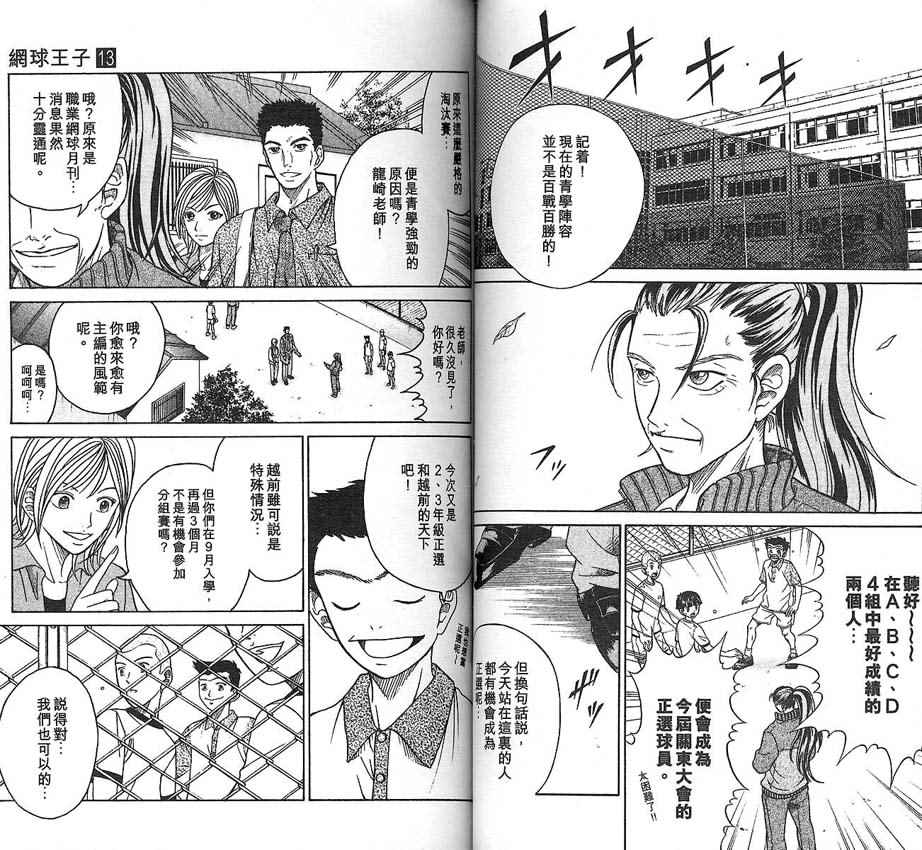 記着！
現在的青學陣容
並不是百戰百勝的！
聽好~~~~
在A、B、C、D
4組中最好成績的
兩個人…
便會成為
今屆關東大會的
正選球員。
太困難了!!
但換句話說，
今天站在這裏的人
都有機會成為
正選呢…
網球王子 13
原來這麼嚴格的
淘汰賽…
便是青學強勁的
原因嗎？
龍崎老師！
哦？原來是
職業網球月刊…
消息果然
十分靈通呢。
老師，
很久沒見了，
你好嗎？
哦？
你愈來愈有
主編的風範
呢。
是嗎？
呵呵呵…
今次又是
2、3年級正選
和越前的天下
吧！
我也想當
正選呢~
越前雖可說是
特殊情況…
但你們在9月入學，
再過3個月
不是有機會參加
分組賽嗎？
說得對…
我們也可以的…